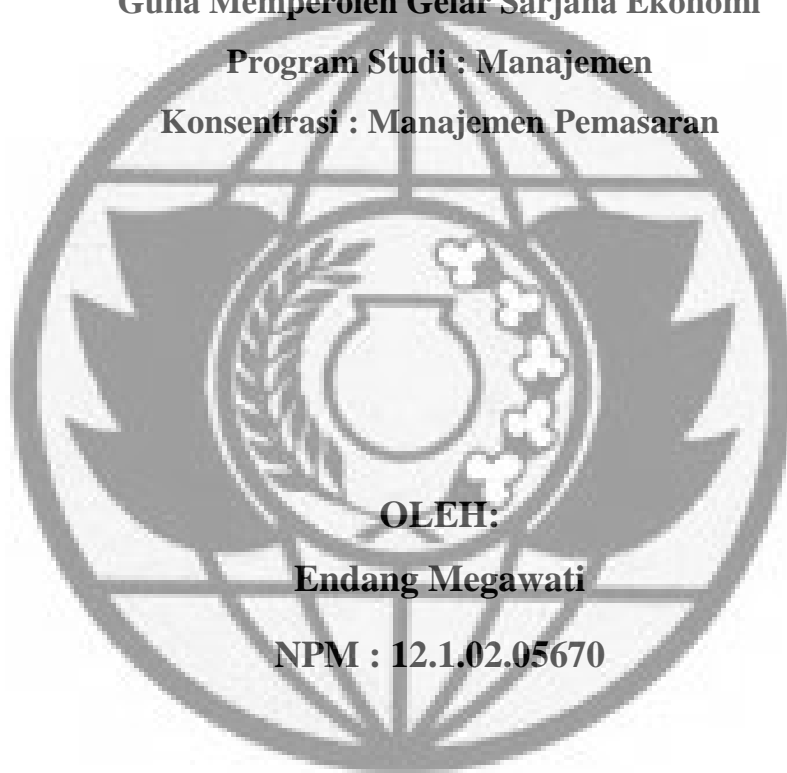 Guna Memperoleh Gelar Sarjana Ekonomi
Program Studi : Manajemen
Konsentrasi : Manajemen Pemasaran
OLEH:
Endang Megawati
NPM : 12.1.02.05670